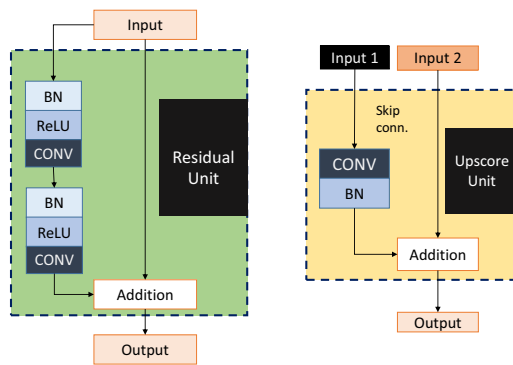 Input
BN
ReLU
CONV
BN
ReLU
CONV
Residual
Unit
Addition
Output
Input 1
Input 2
Skip
conn.
CONV
BN
Upscore
Unit
Addition
Output